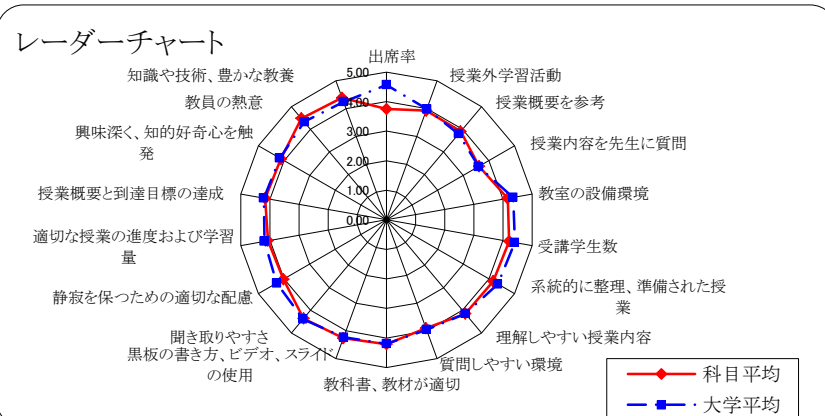 レーダーチャート
出席率
授業外学習活動
授業概要を参考
授業内容を先生に質問
教室の設備環境
受講学生数
系統的に整理、準備された授
業
理解しやすい授業内容
質問しやすい環境
教科書、教材が適切
黒板の書き方、ビデオ、スライド
の使用
聞き取りやすさ
静寂を保つための適切な配慮
適切な授業の進度および学習
量
授業概要と到達目標の達成
興味深く、知的好奇心を触
発
教員の熱意
知識や技術、豊かな教養
5.00
4.00
3.00
2.00
1.00
0.00
科目平均
大学平均